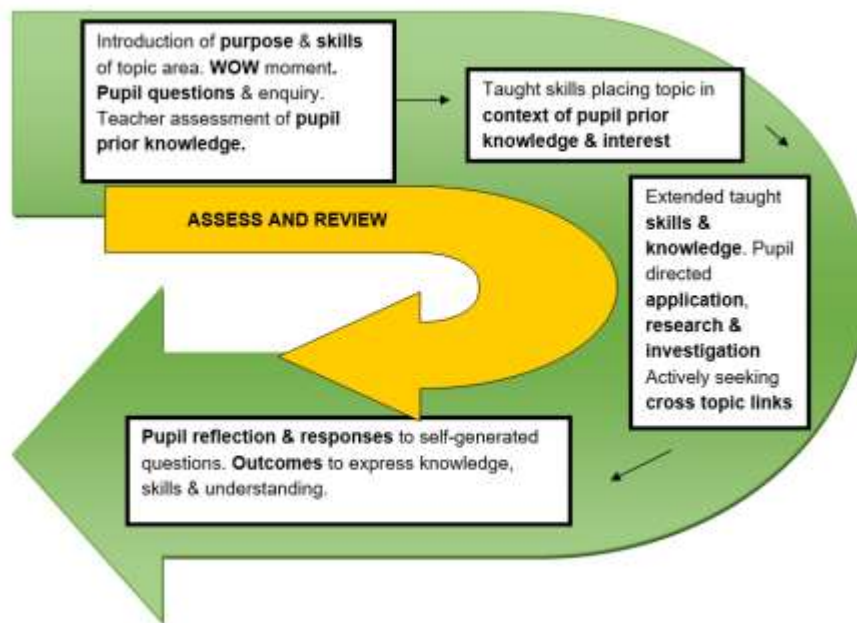 Introduction of purpose & skills
of topic area. WOW moment.
Pupil questions & enquiry.
Teacher assessment of pupil
prior knowledge.
Taught skills placing topic in
context of pupil prior
knowledge & interest
Extended taught
skills &
knowledge. Pupil
directed
application,
research &
investigation
Actively seeking
cross topic links
ASSESS AND REVIEW
Pupil reflection & responses to self-generated
questions. Outcomes to express knowledge,
skills & understanding.